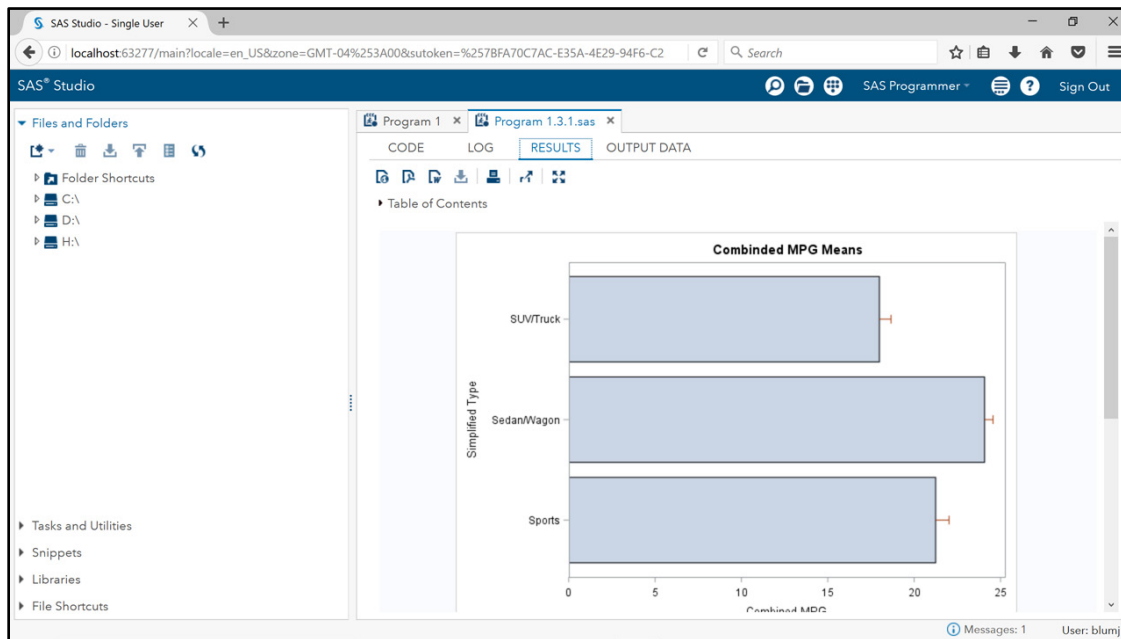 SAS Studio - Single User
localhost:63277/main?locale=en_US&zone=GMT-04%253A00&sutoken=%257BFA70C7AC-E35A-4E29-94F6-C2
Search
SAS® Studio
SAS Programmer
Sign Out
Files and Folders
Folder Shortcuts
C:\
D:\
H:\
Tasks and Utilities
Snippets
Libraries
File Shortcuts
Program 1
Program 1.3.1.sas
CODE LOG RESULTS OUTPUT DATA
Table of Contents
Combinded MPG Means
Simplified Type
SUV/Truck
Sedan/Wagon
Sports
0 5 10 15 20 25
Combined MPG
Messages: 1
User: blumj